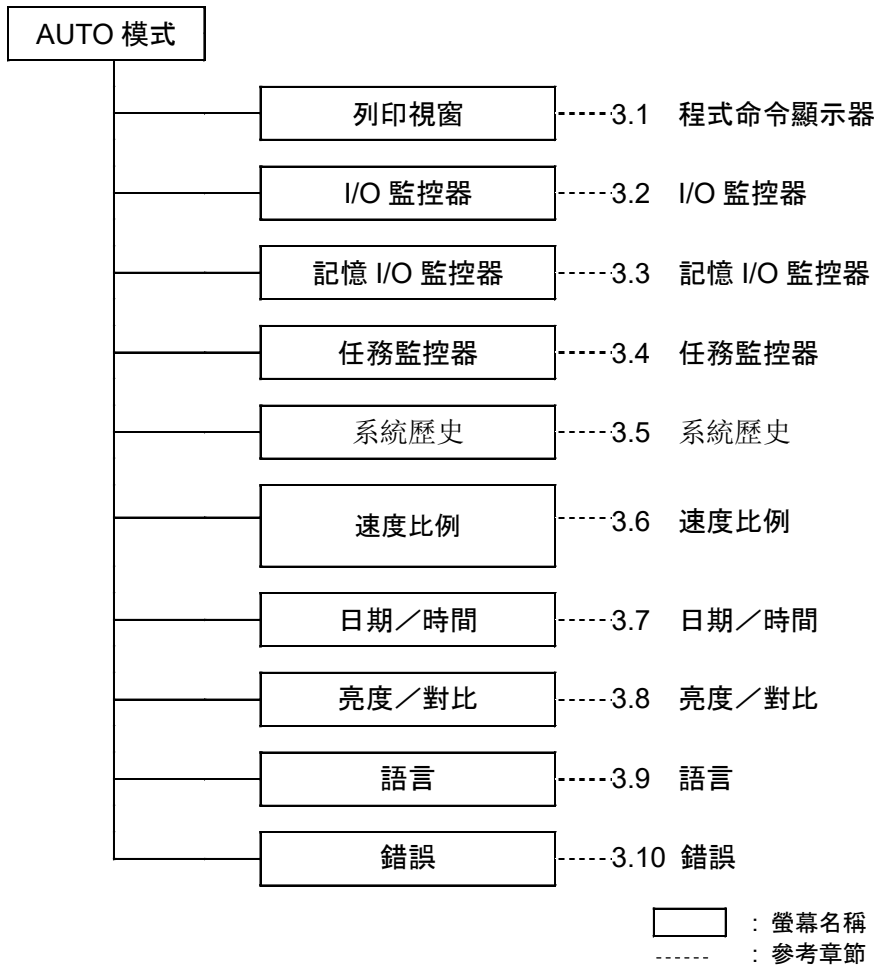 AUTO 模式
列印視窗 3.1 程式命令顯示器
I/O 監控器 3.2 I/O 監控器
記憶 I/O 監控器 3.3 記憶 I/O 監控器
任務監控器 3.4 任務監控器
系統歷史 3.5 系統歷史
速度比例 3.6 速度比例
日期／時間 3.7 日期／時間
亮度／對比 3.8 亮度／對比
語言 3.9 語言
錯誤 3.10 錯誤
: 螢幕名稱
: 參考章節